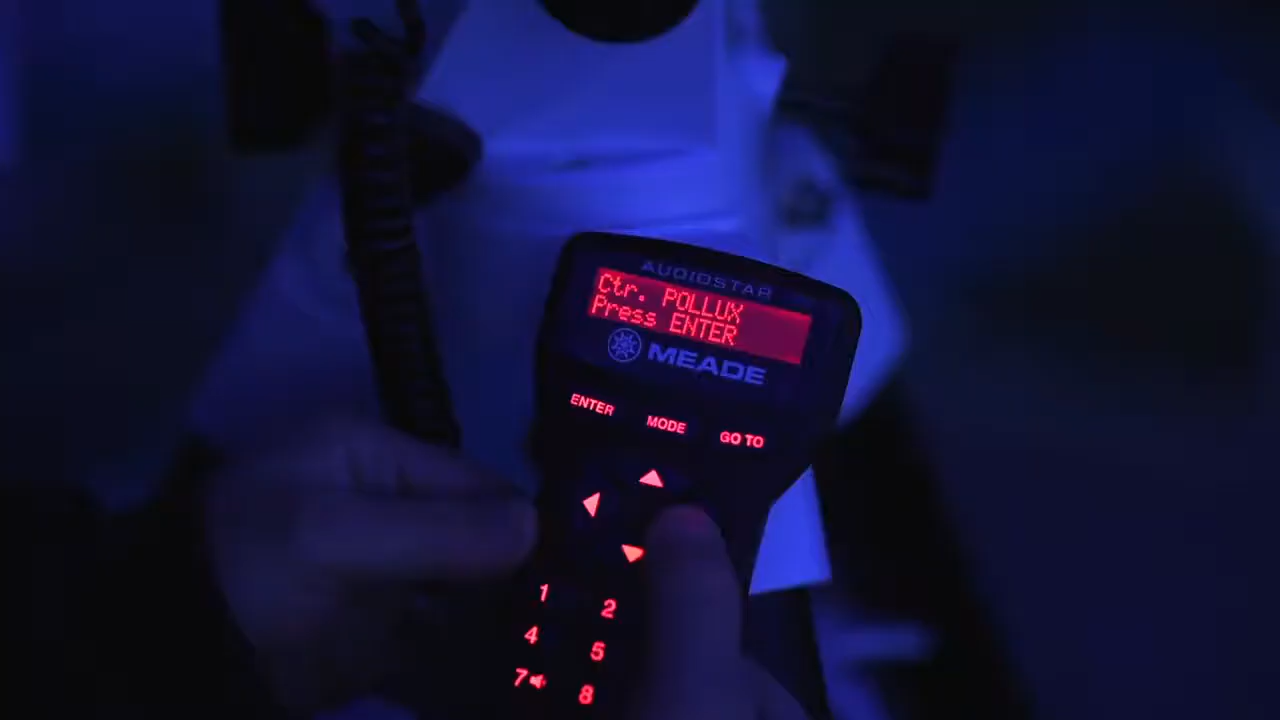 AUDIOSTAR
Ctr. POLLUX
Press ENTER
MEADE
ENTER MODE GO TO
1 2
4 5
7 8